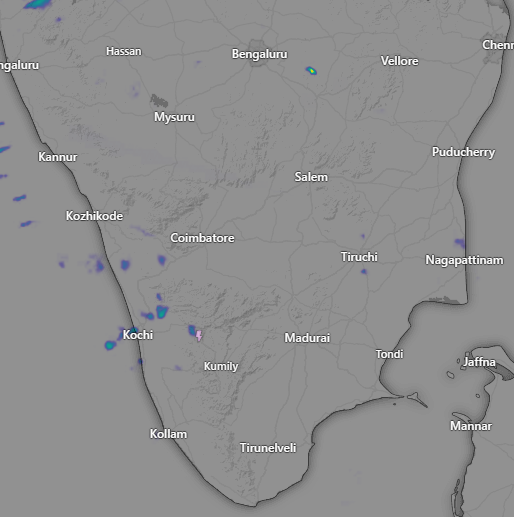 Hassan
Bengaluru
Chenn
ngaluru
Vellore
Mysuru
Kannur
Puducherry
Salem
Kozhikode
Coimbatore
Tiruchi
Nagapattinam
Kochi
Madurai
Tondi
Kumily
Jaffna
Mannar
Kollam
Tirunelveli